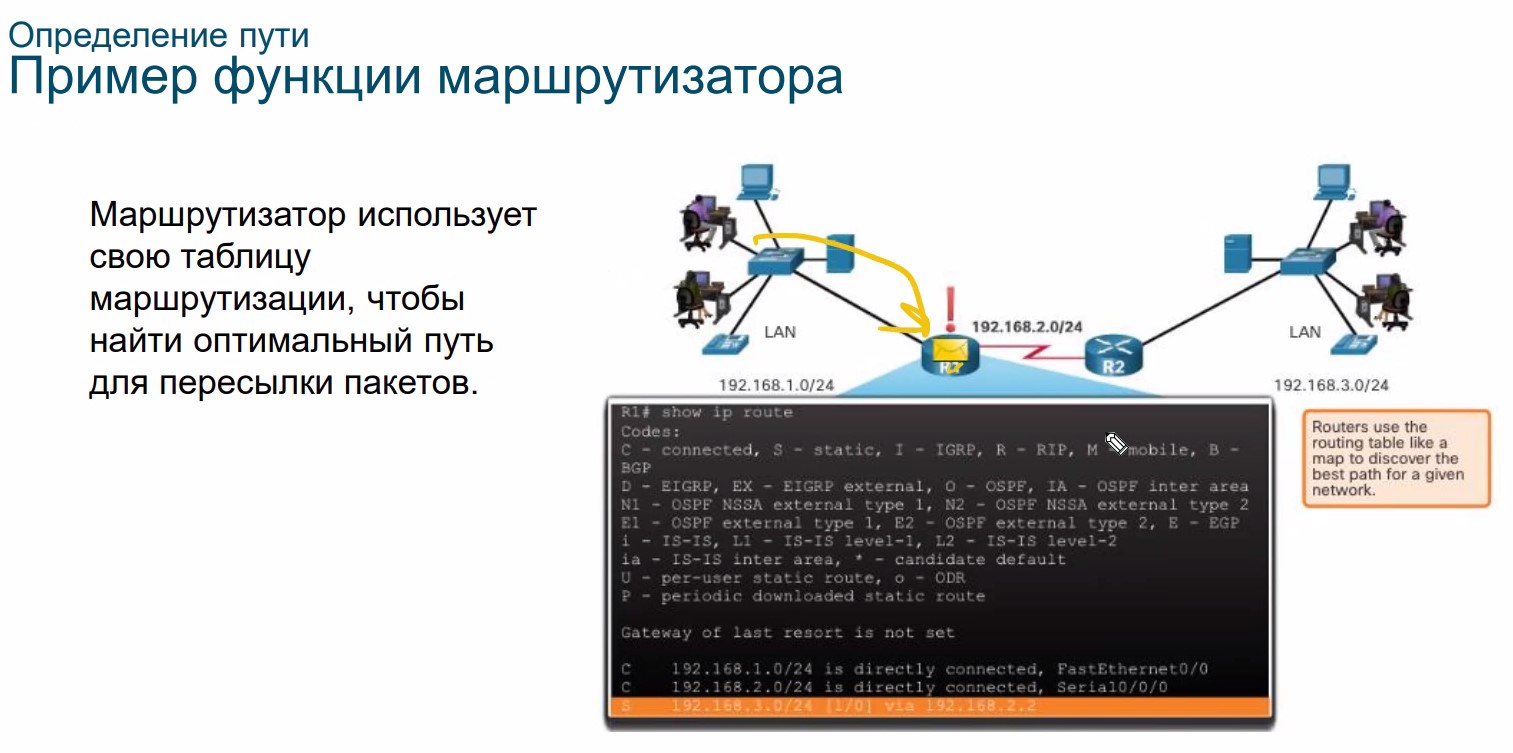 Определение пути
Пример функции маршрутизатора
Маршрутизатор использует
свою таблицу
маршрутизации, чтобы
найти оптимальный путь
для пересылки пакетов.
LAN
192.168.1.0/24
192.168.2.0/24
R2
LAN
192.168.3.0/24
R1# show ip route
Codes:
C - connected, S - static, I - IGRP, R - RIP, M - mobile, B -
BGP
D - EIGRP, EX - EIGRP external, O - OSPF, IA - OSPF inter area
N1 - OSPF NSSA external type 1, N2 - OSPF NSSA external type 2
E1 - OSPF external type 1, E2 - OSPF external type 2, E - EGP
i - IS-IS, L1 - IS-IS level-1, L2 - IS-IS level-2
ia - IS-IS inter area, * - candidate default
U - per-user static route, o - ODR
P - periodic downloaded static route
Gateway of last resort is not set
C 192.168.1.0/24 is directly connected, FastEthernet0/0
C 192.168.2.0/24 is directly connected, Serial0/0/0
S 192.168.3.0/24 [1/0] via 192.168.2.2
Routers use the
routing table like a
map to discover the
best path for a given
network.